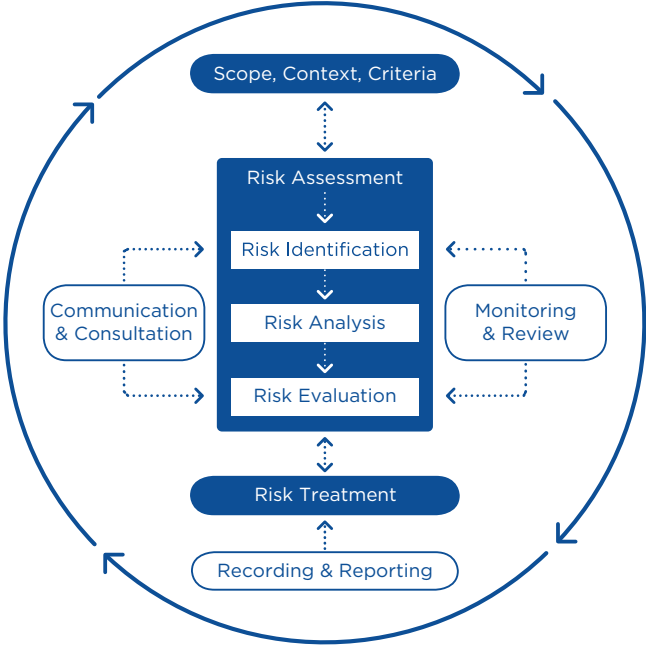 Scope, Context, Criteria
Risk Assessment
Risk Identification
Communication
& Consultation
Risk Analysis
Monitoring
& Review
Risk Evaluation
Risk Treatment
Recording & Reporting